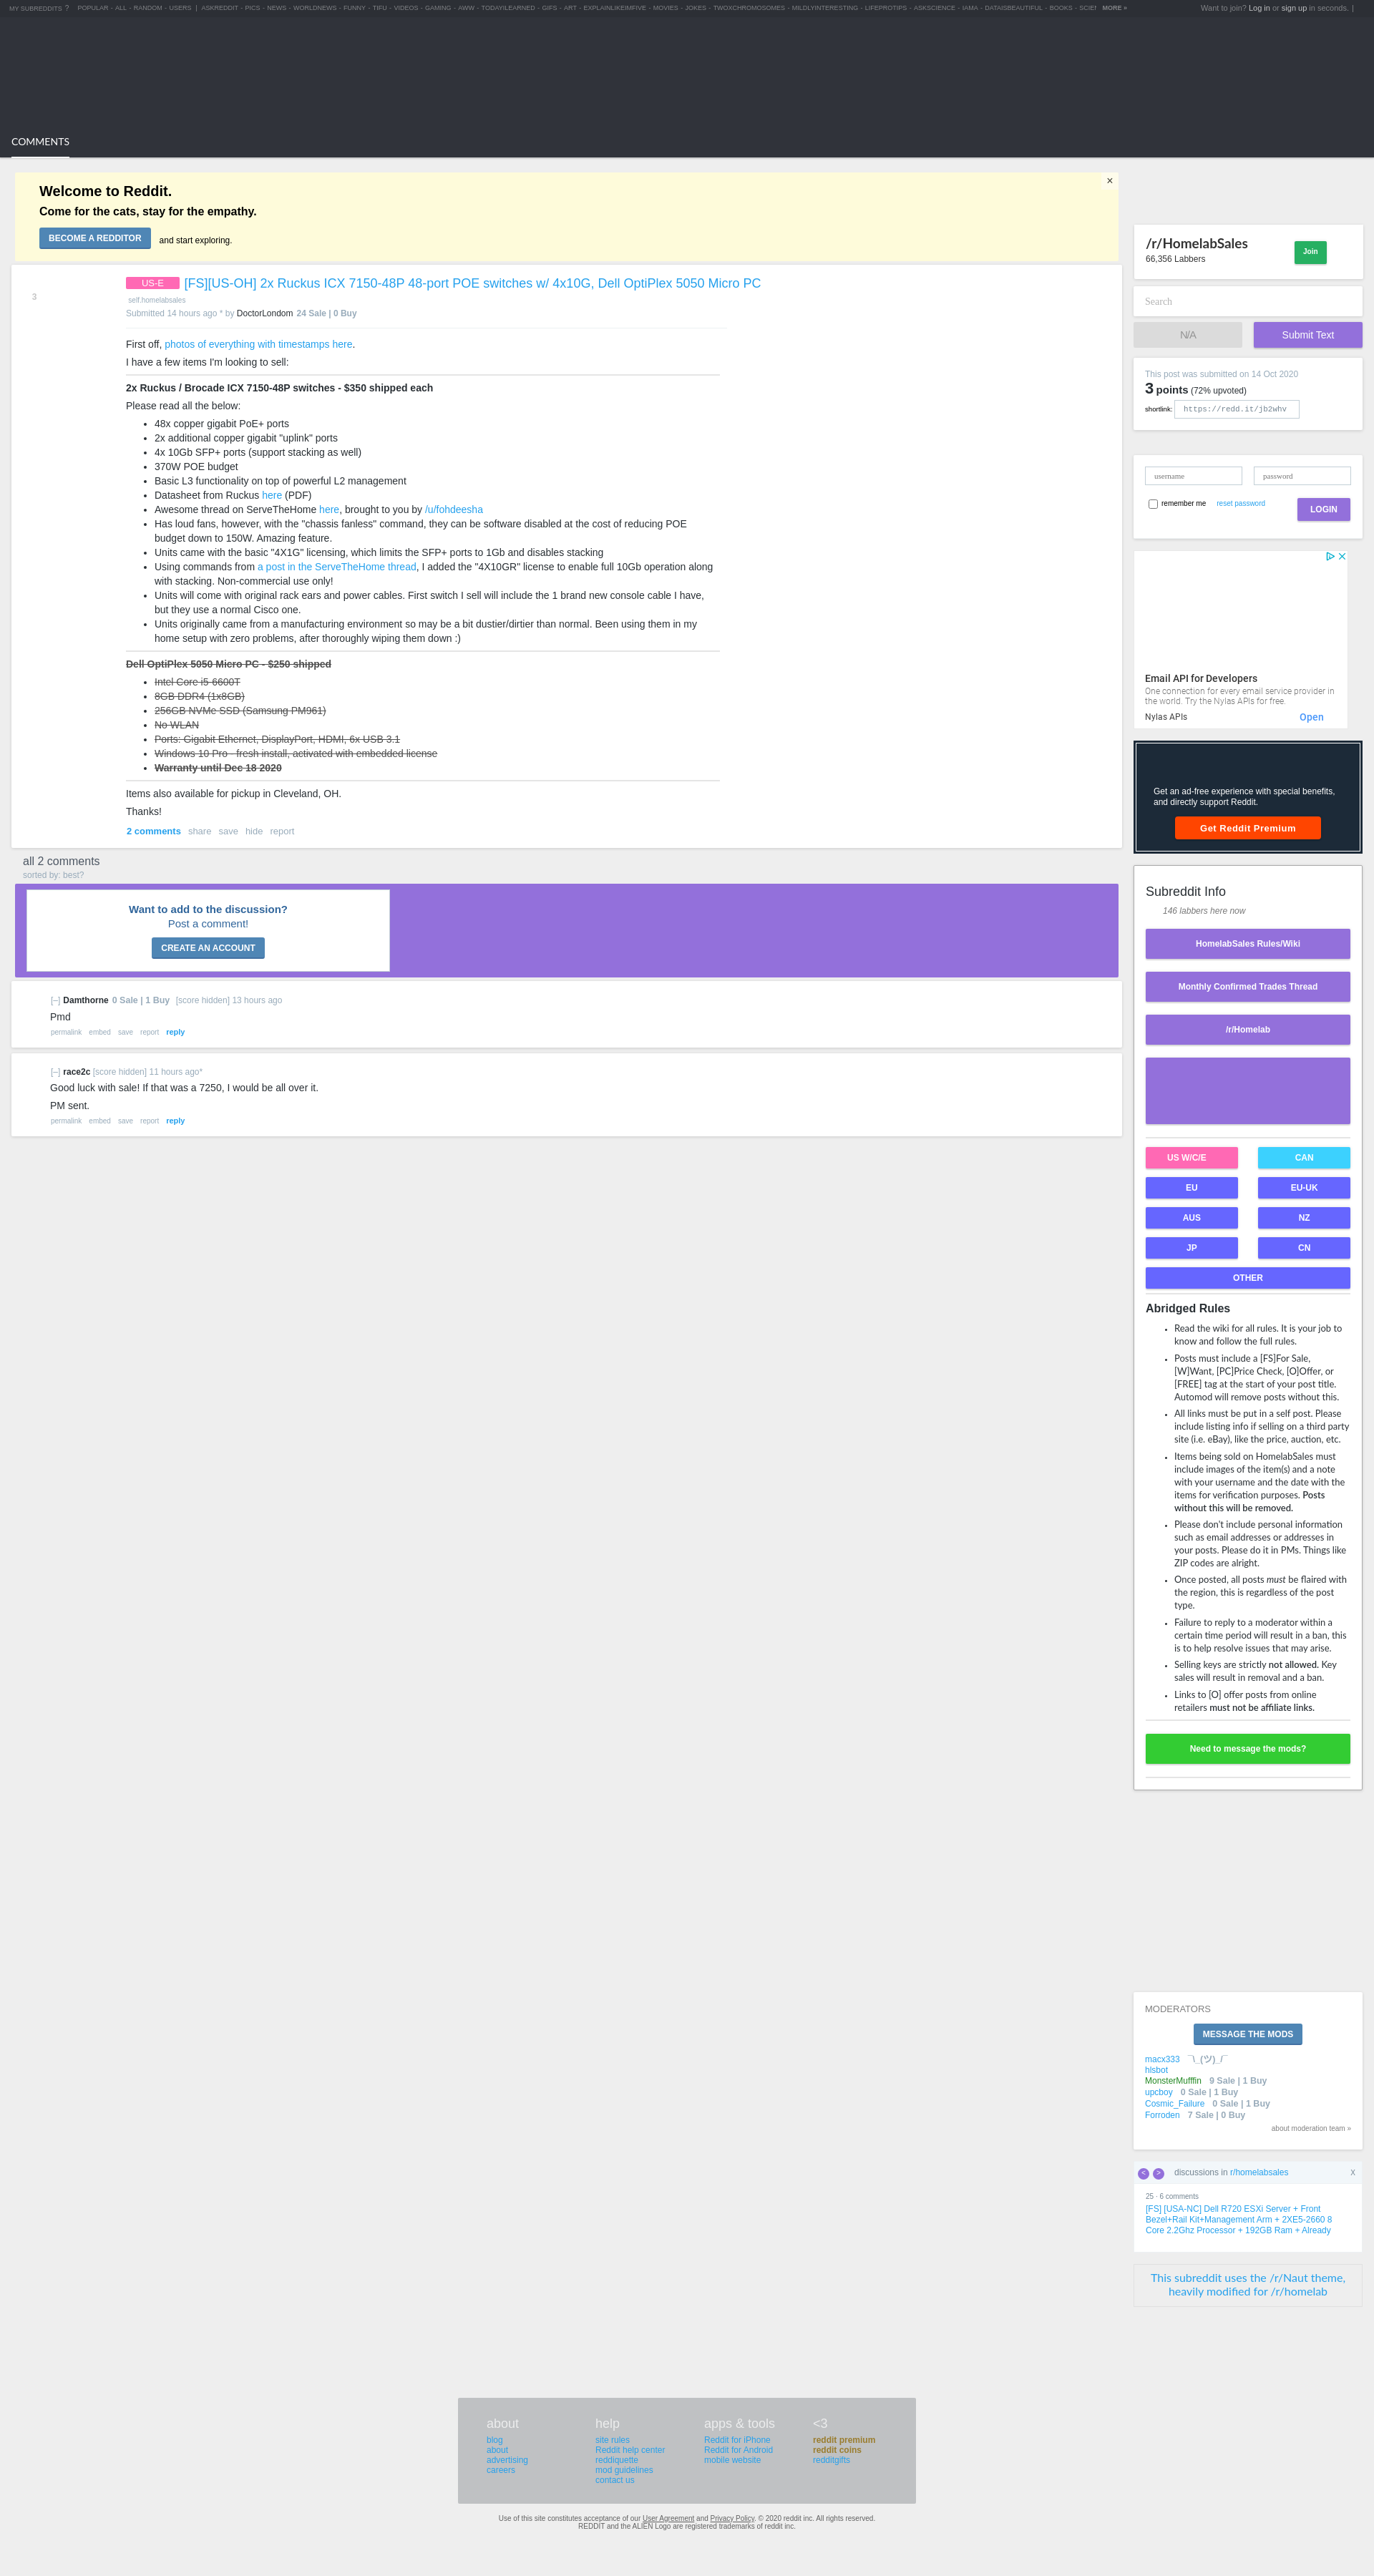 MY SUBREDDITS ? POPULAR - ALL - RANDOM - USERS | ASKREDDIT - PICS - NEWS - WORLDNEWS - FUNNY - TIFU - VIDEOS - GAMING - AWW - TODAYILEARNED - GIFS - ART - EXPLAINLIKEIMFIVE - MOVIES - JOKES - TWOXCHROMOSOMES - MILDLYINTERESTING - LIFEPROTIPS - ASKSCIENCE - IAMA - DATAISBEAUTIFUL - BOOKS - MORE »
Want to join? Log in or sign up in seconds. |
COMMENTS
Welcome to Reddit.
×
Come for the cats, stay for the empathy.
BECOME A REDDITOR and start exploring.
3
US-E [FS][US-OH] 2x Ruckus ICX 7150-48P 48-port POE switches w/ 4x10G, Dell OptiPlex 5050 Micro PC
self.homelabsales
Submitted 14 hours ago * by DoctorLondom 24 Sale | 0 Buy
First off, photos of everything with timestamps here.
I have a few items I'm looking to sell:
2x Ruckus / Brocade ICX 7150-48P switches - $350 shipped each
Please read all the below:
48x copper gigabit PoE+ ports
2x additional copper gigabit "uplink" ports
4x 10Gb SFP+ ports (support stacking as well)
370W POE budget
Basic L3 functionality on top of powerful L2 management
Datasheet from Ruckus here (PDF)
Awesome thread on ServeTheHome here, brought to you by /u/fohdeesha
Has loud fans, however, with the "chassis fanless" command, they can be software disabled at the cost of reducing POE
budget down to 150W. Amazing feature.
Units came with the basic "4X1G" licensing, which limits the SFP+ ports to 1Gb and disables stacking
Using commands from a post in the ServeTheHome thread, I added the "4X10GR" license to enable full 10Gb operation along
with stacking. Non-commercial use only!
Units will come with original rack ears and power cables. First switch I sell will include the 1 brand new console cable I have,
but they use a normal Cisco one.
Units originally came from a manufacturing environment so may be a bit dustier/dirtier than normal. Been using them in my
home setup with zero problems, after thoroughly wiping them down :)
Dell OptiPlex 5050 Micro PC - $250 shipped
Intel Core i5-6600T
8GB DDR4 (1x8GB)
256GB NVMe SSD (Samsung PM961)
No WLAN
Ports: Gigabit Ethernet, DisplayPort, HDMI, 6x USB 3.1
Windows 10 Pro - fresh install, activated with embedded license
Warranty until Dec 18 2020
Items also available for pickup in Cleveland, OH.
Thanks!
2 comments share save hide report
all 2 comments
sorted by: best?
Want to add to the discussion?
Post a comment!
CREATE AN ACCOUNT
[–] Damthorne 0 Sale | 1 Buy [score hidden] 13 hours ago
Pmd
permalink embed save report reply
[–] race2c [score hidden] 11 hours ago*
Good luck with sale! If that was a 7250, I would be all over it.
PM sent.
permalink embed save report reply
/r/HomelabSales
66,356 Labbers
Join
Search
N/A
Submit Text
This post was submitted on 14 Oct 2020
3 points (72% upvoted)
shortlink: https://redd.it/jb2whv
username
password
remember me reset password
LOGIN
Email API for Developers
One connection for every email service provider in
the world. Try the Nylas APIs for free.
Nylas APIs
Open
Get an ad-free experience with special benefits,
and directly support Reddit.
Get Reddit Premium
Subreddit Info
146 labbers here now
HomelabSales Rules/Wiki
Monthly Confirmed Trades Thread
/r/Homelab
US W/C/E
CAN
EU
EU-UK
AUS
NZ
JP
CN
OTHER
Abridged Rules
Read the wiki for all rules. It is your job to
know and follow the full rules.
Posts must include a [FS]For Sale,
[W]Want, [PC]Price Check, [O]Offer, or
[FREE] tag at the start of your post title.
Automod will remove posts without this.
All links must be put in a self post. Please
include listing info if selling on a third party
site (i.e. eBay), like the price, auction, etc.
Items being sold on HomelabSales must
include images of the item(s) and a note
with your username and the date with the
items for verification purposes. Posts
without this will be removed.
Please don't include personal information
such as email addresses or addresses in
your posts. Please do it in PMs. Things like
ZIP codes are alright.
Once posted, all posts must be flaired with
the region, this is regardless of the post
type.
Failure to reply to a moderator within a
certain time period will result in a ban, this
is to help resolve issues that may arise.
Selling keys are strictly not allowed. Key
sales will result in removal and a ban.
Links to [O] offer posts from online
retailers must not be affiliate links.
Need to message the mods?
MODERATORS
MESSAGE THE MODS
macx333 ¯\_(ツ)_/¯
hlsbot
MonsterMufffin 9 Sale | 1 Buy
upcboy 0 Sale | 1 Buy
Cosmic_Failure 0 Sale | 1 Buy
Forroden 7 Sale | 0 Buy
about moderation team »
< > discussions in r/homelabsales X
25 · 6 comments
[FS] [USA-NC] Dell R720 ESXi Server + Front
Bezel+Rail Kit+Management Arm + 2XE5-2660 8
Core 2.2Ghz Processor + 192GB Ram + Already
This subreddit uses the /r/Naut theme,
heavily modified for /r/homelab
about
blog
about
advertising
careers
help
site rules
Reddit help center
reddiquette
mod guidelines
contact us
apps & tools
Reddit for iPhone
Reddit for Android
mobile website
<3
reddit premium
reddit coins
redditgifts
Use of this site constitutes acceptance of our User Agreement and Privacy Policy. © 2020 reddit inc. All rights reserved.
REDDIT and the ALIEN Logo are registered trademarks of reddit inc.